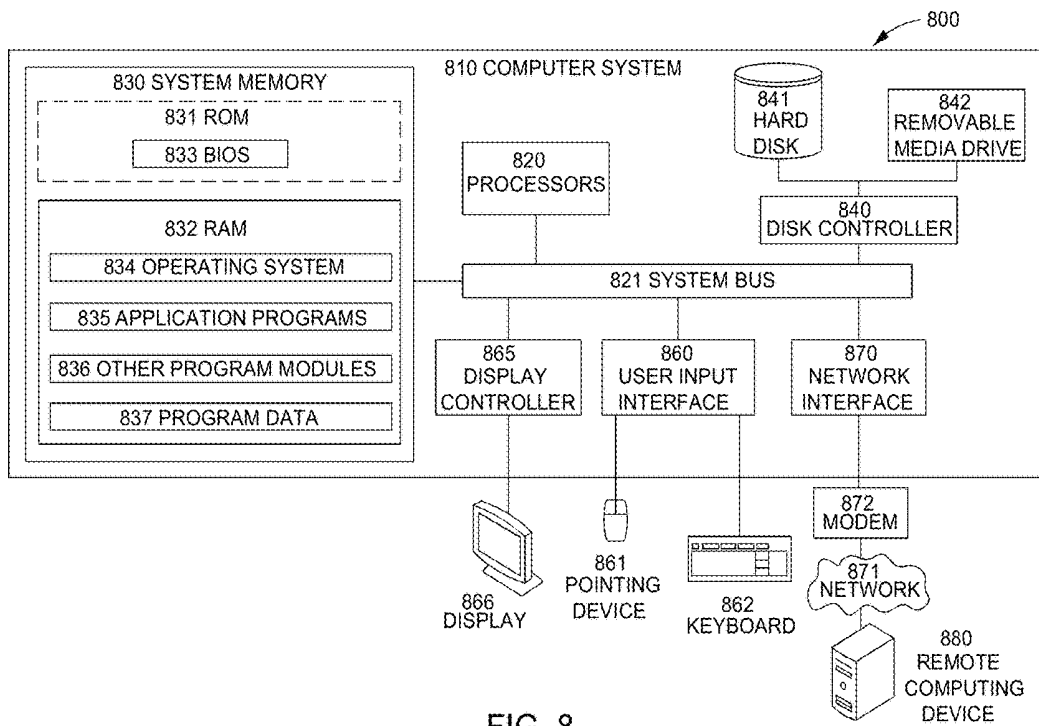 800
810 COMPUTER SYSTEM
830 SYSTEM MEMORY
831 ROM
833 BIOS
832 RAM
834 OPERATING SYSTEM
835 APPLICATION PROGRAMS
836 OTHER PROGRAM MODULES
837 PROGRAM DATA
820
PROCESSORS
841
HARD
DISK
842
REMOVABLE
MEDIA DRIVE
840
DISK CONTROLLER
821 SYSTEM BUS
865
DISPLAY
CONTROLLER
860
USER INPUT
INTERFACE
870
NETWORK
INTERFACE
866
DISPLAY
861
POINTING
DEVICE
862
KEYBOARD
872
MODEM
871
NETWORK
880
REMOTE
COMPUTING
DEVICE
FIG. 8